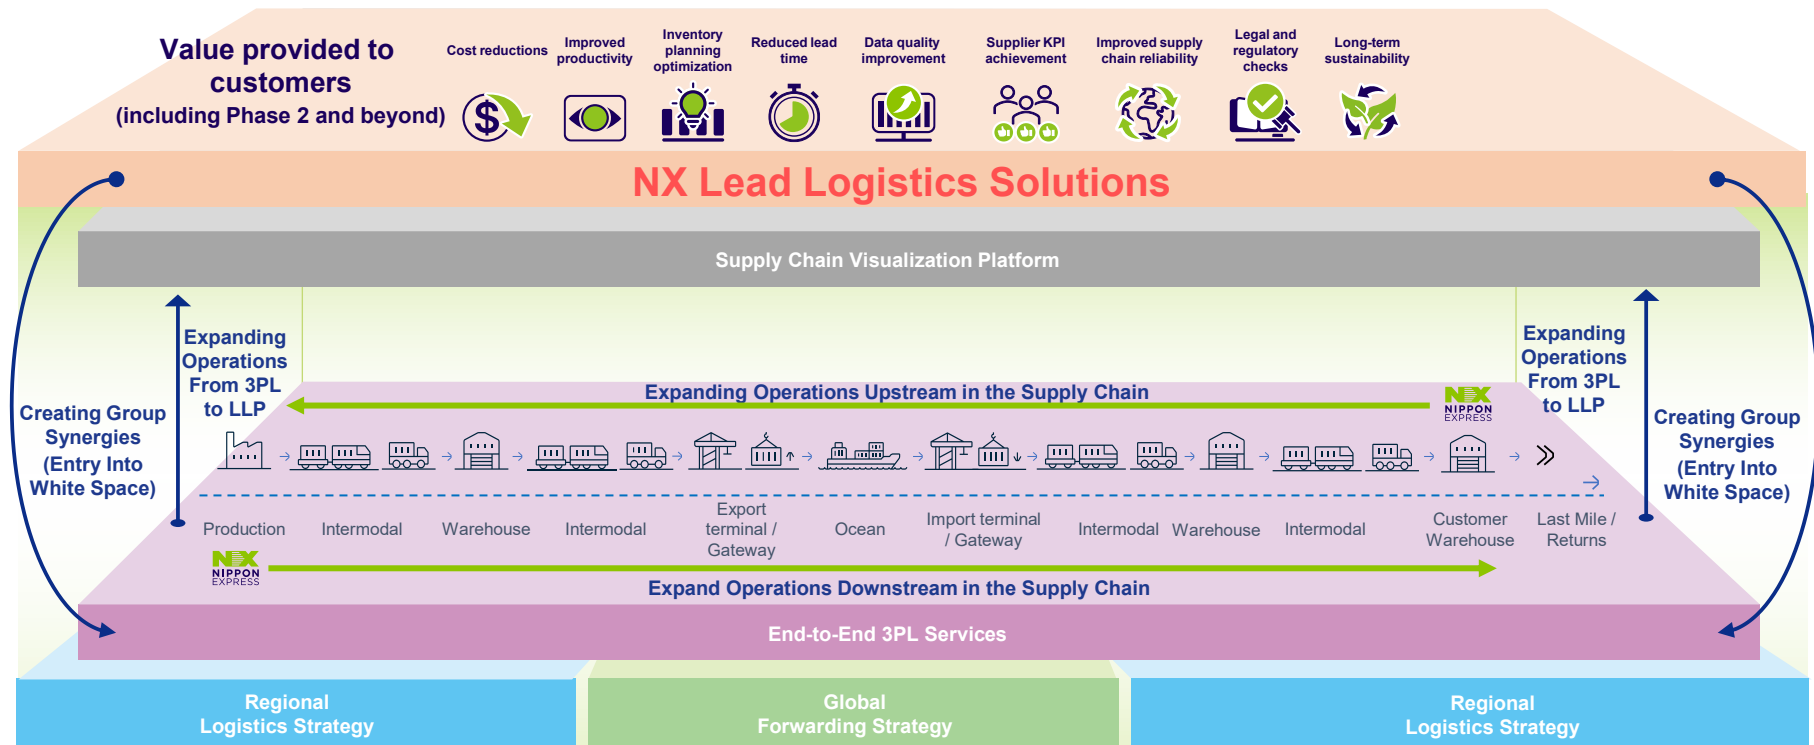 Value provided to
customers
(including Phase 2 and beyond)
Cost reductions
Improved
productivity
Inventory
planning
optimization
Reduced lead
time
Data quality
improvement
Supplier KPI
achievement
Improved supply
chain reliability
Legal and
regulatory
checks
Long-term
sustainability
$
NX Lead Logistics Solutions
Supply Chain Visualization Platform
Expanding
Operations
From 3PL
to LLP
Expanding
Operations
From 3PL
to LLP
Creating Group
Synergies
(Entry Into
White Space)
Creating Group
Synergies
(Entry Into
White Space)
Expanding Operations Upstream in the Supply Chain
NX
NIPPON
EXPRESS
Production
Intermodal
Warehouse
Intermodal
Export
terminal /
Gateway
Ocean
Import terminal
/ Gateway
Intermodal
Warehouse
Intermodal
Customer
Warehouse
Last Mile /
Returns
NX
NIPPON
EXPRESS
Expand Operations Downstream in the Supply Chain
End-to-End 3PL Services
Regional
Logistics Strategy
Global
Forwarding Strategy
Regional
Logistics Strategy